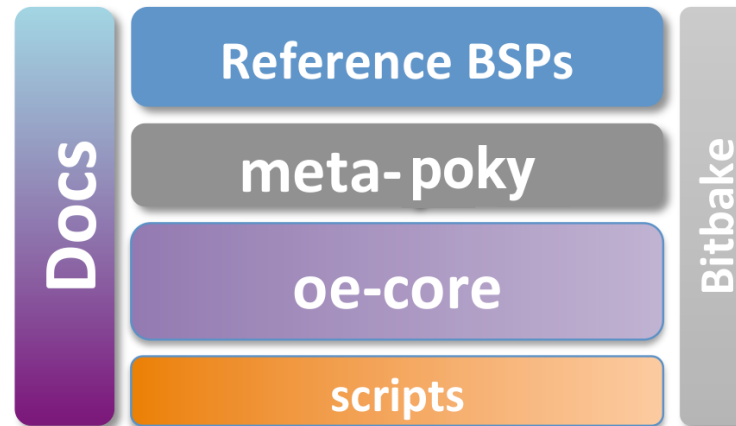 Docs
Reference BSPs
meta-poky
oe-core
scripts
Bitbake